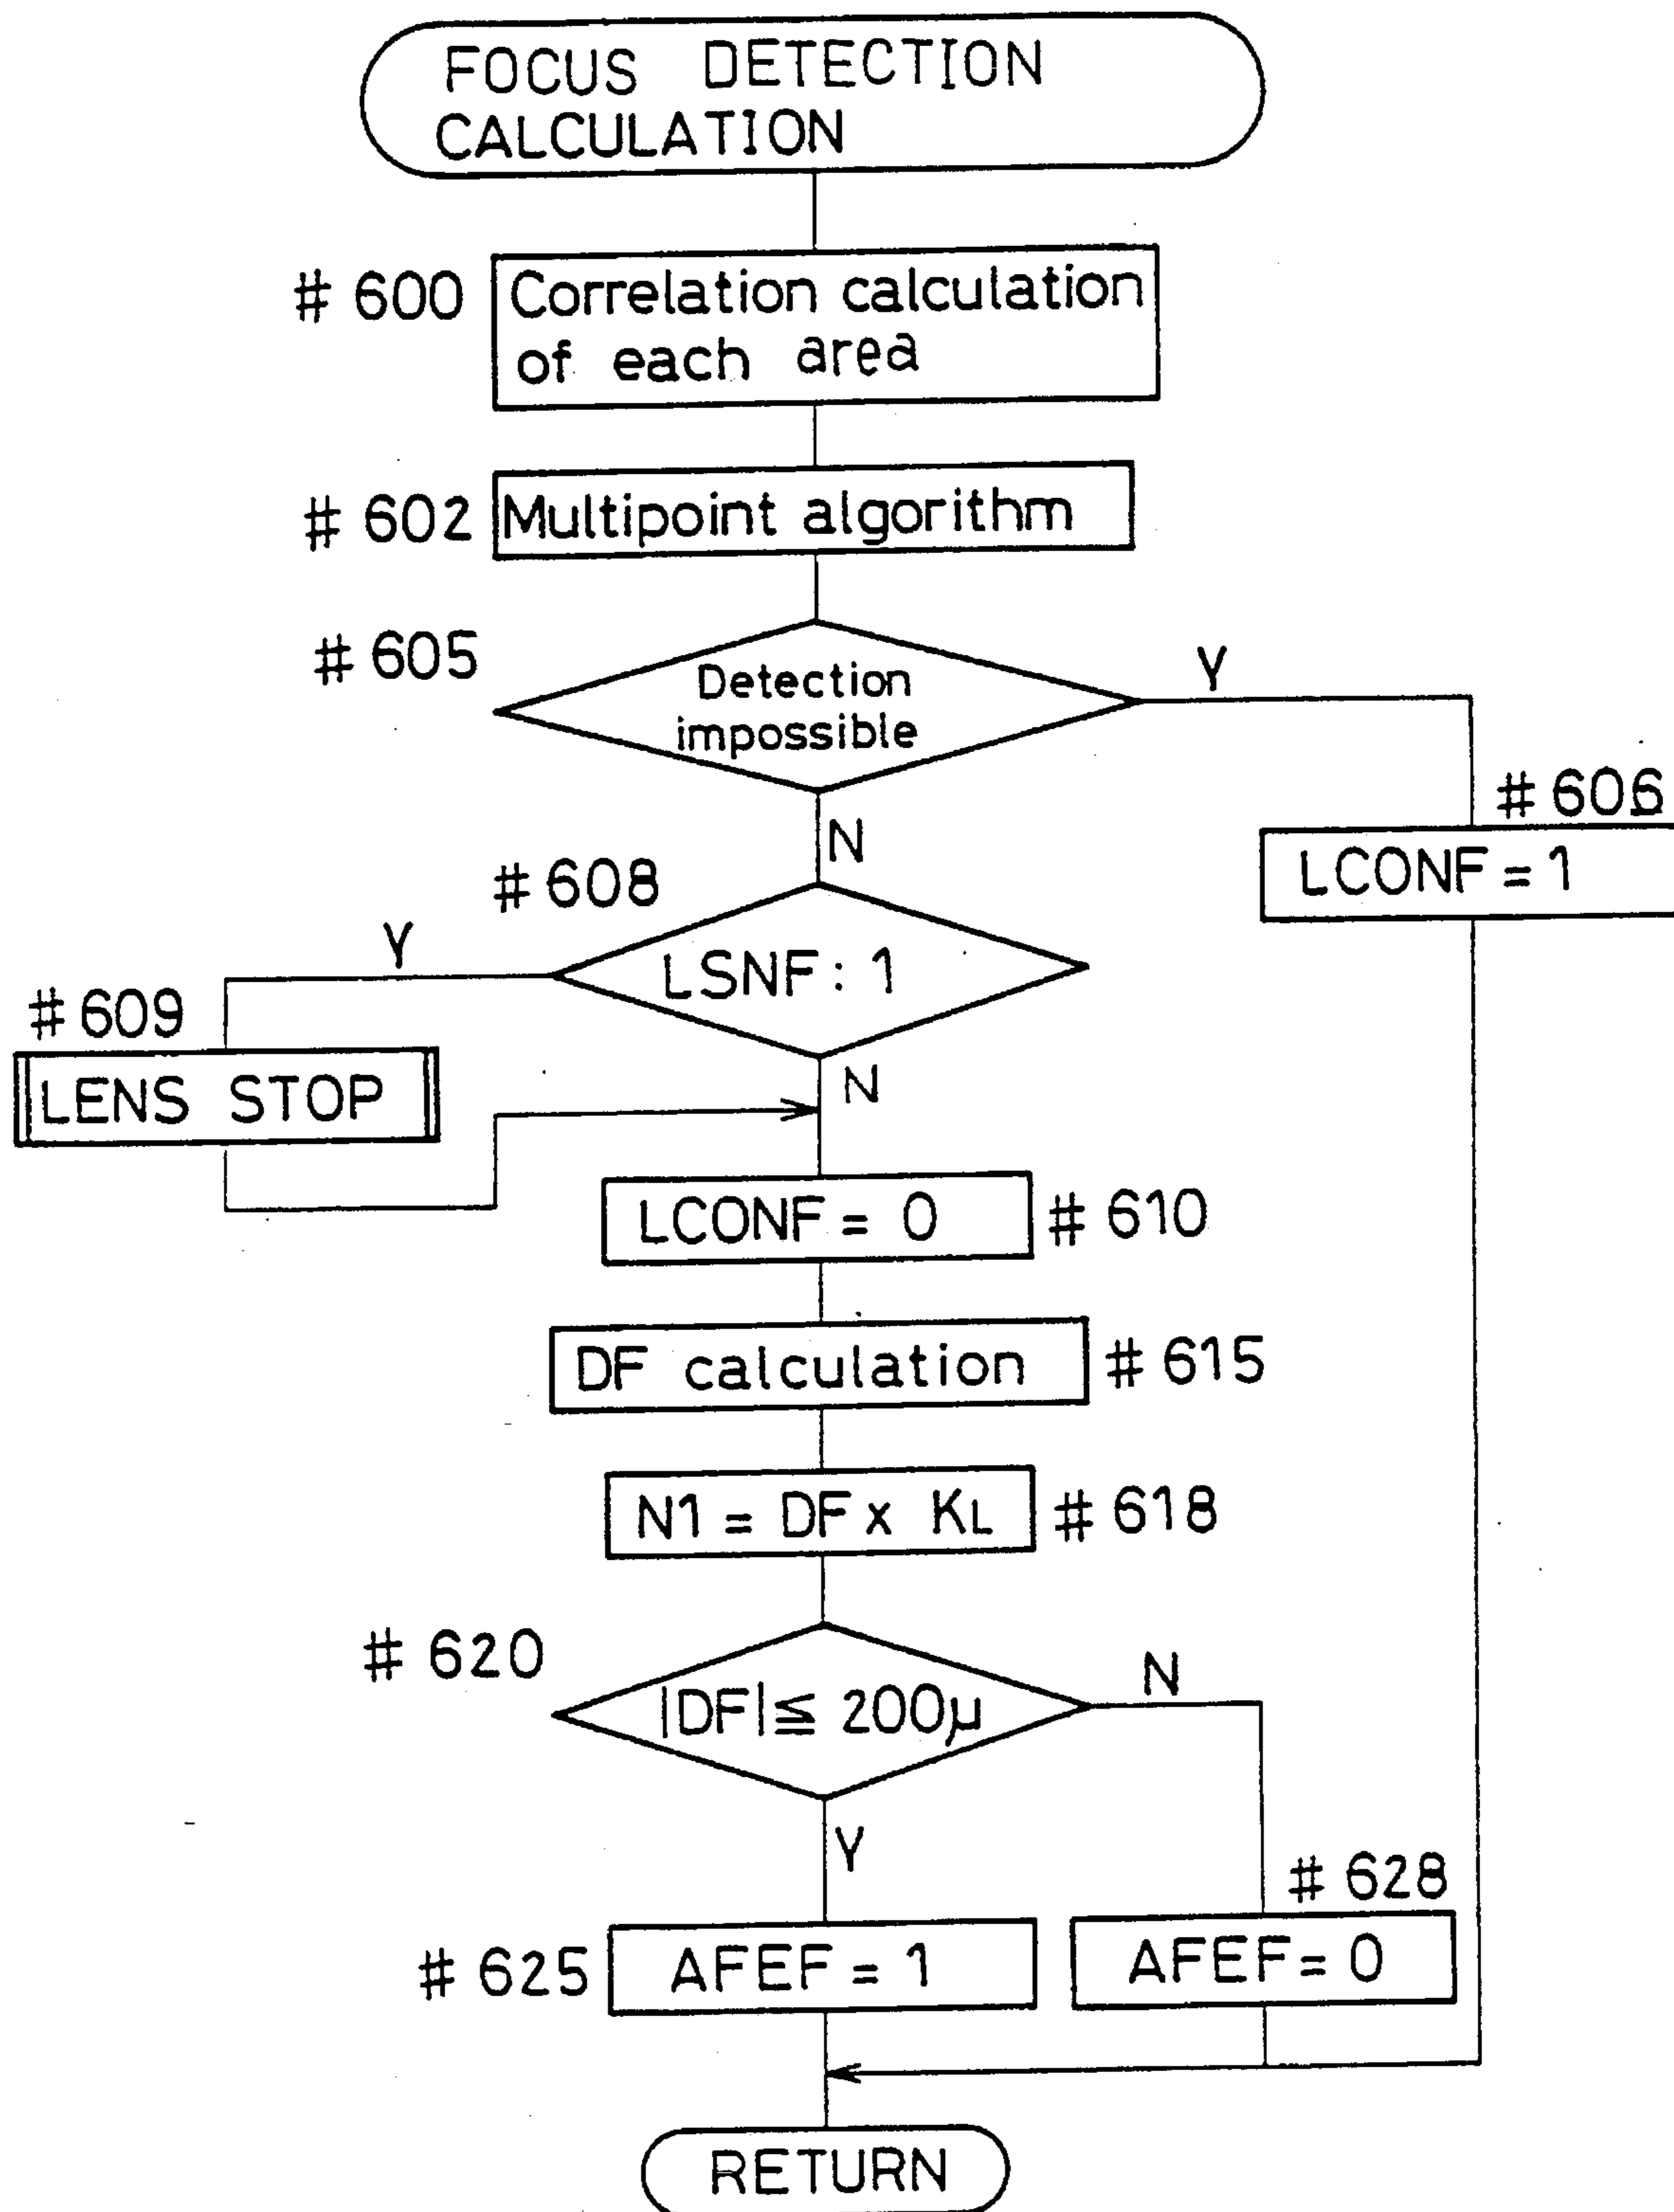 FOCUS DETECTION
CALCULATION
# 600
Correlation calculation
of each area
# 602
Multipoint algorithm
# 605
Detection
impossible
Y
N
# 606
LCONF = 1
# 608
LSNF : 1
Y
N
# 609
LENS STOP
LCONF = 0
# 610
DF calculation
# 615
N1 = DF x KL
# 618
# 620
|DF| ≦ 200μ
N
Y
# 628
AFEF = 0
# 625
AFEF = 1
RETURN